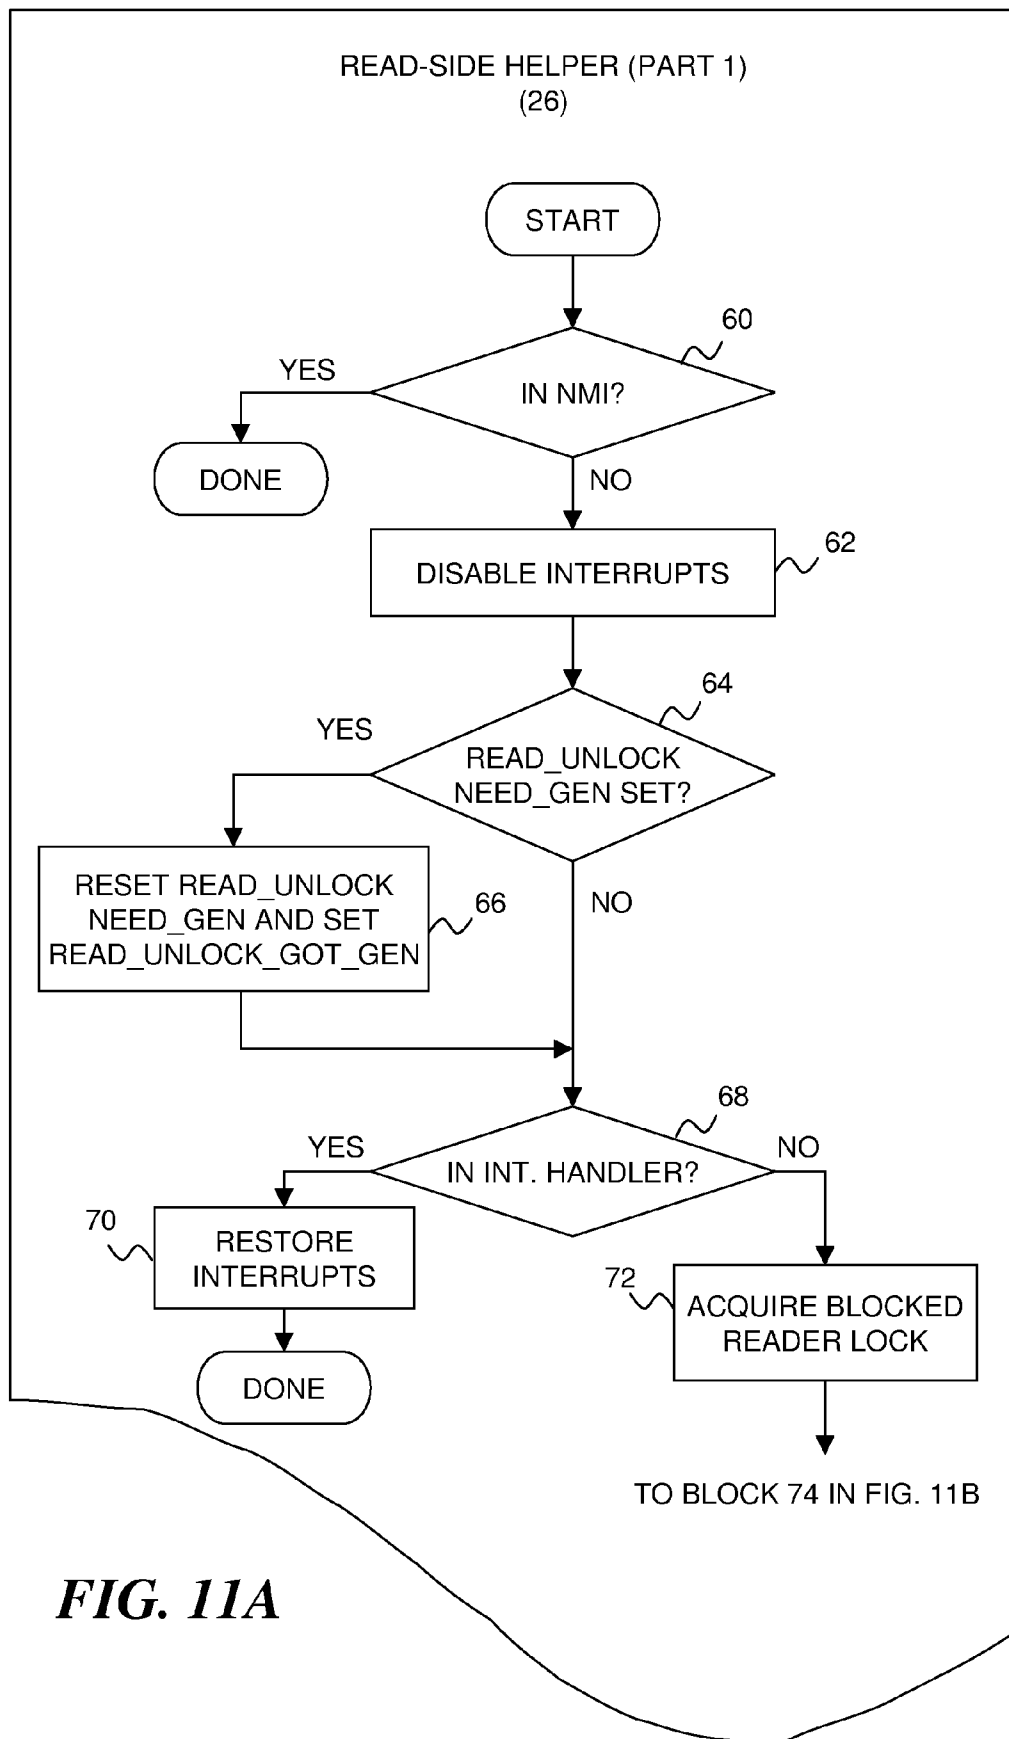 READ-SIDE HELPER (PART 1)
(26)
START
60
YES
IN NMI?
DONE
NO
62
DISABLE INTERRUPTS
64
YES
READ_UNLOCK
NEED_GEN SET?
RESET READ_UNLOCK
NEED_GEN AND SET
READ_UNLOCK_GOT_GEN
66
NO
68
YES
NO
IN INT. HANDLER?
70
RESTORE
INTERRUPTS
72
ACQUIRE BLOCKED
READER LOCK
DONE
TO BLOCK 74 IN FIG. 11B
FIG. 11A